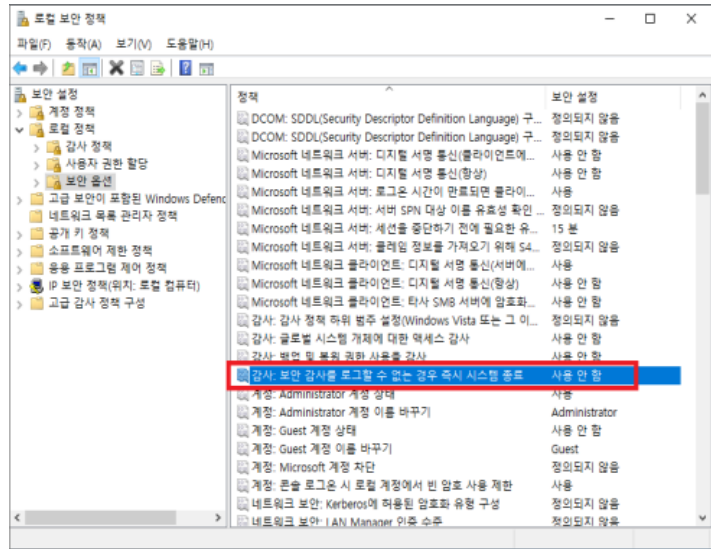 로컬 보안 정책
파일(F) 동작(A) 보기(V) 도움말(H)
보안 설정
계정 정책
로컬 정책
감사 정책
사용자 권한 할당
보안 옵션
고급 보안이 포함된 Windows Defend
네트워크 목록 관리자 정책
공개 키 정책
소프트웨어 제한 정책
응용 프로그램 제어 정책
IP 보안 정책(위치: 로컬 컴퓨터)
고급 감사 정책 구성
정책 보안 설정
DCOM: SDDL(Security Descriptor Definition Language) 구... 정의되지 않음
DCOM: SDDL(Security Descriptor Definition Language) 구... 정의되지 않음
Microsoft 네트워크 서버: 디지털 서명 통신(클라이언트에... 사용 안 함
Microsoft 네트워크 서버: 디지털 서명 통신(항상) 사용 안 함
Microsoft 네트워크 서버: 로그온 시간이 만료되면 클라이... 사용
Microsoft 네트워크 서버: 서버 SPN 대상 이름 유효성 확인 ... 정의되지 않음
Microsoft 네트워크 서버: 세션을 중단하기 전에 필요한 유... 15 분
Microsoft 네트워크 서버: 클레임 정보를 가져오기 위해 S4... 정의되지 않음
Microsoft 네트워크 클라이언트: 디지털 서명 통신(서버에... 사용
Microsoft 네트워크 클라이언트: 디지털 서명 통신(항상) 사용 안 함
Microsoft 네트워크 클라이언트: 타사 SMB 서버에 암호화... 사용 안 함
감사: 감사 정책 하위 범주 설정(Windows Vista 또는 그 이... 정의되지 않음
감사: 글로벌 시스템 개체에 대한 액세스 감사 사용 안 함
감사: 백업 및 복원 권한 사용을 감사 사용 안 함
감사: 보안 감사를 로그할 수 없는 경우 즉시 시스템 종료 사용 안 함
계정: Administrator 계정 상태 사용
계정: Administrator 계정 이름 바꾸기 Administrator
계정: Guest 계정 상태 사용 안 함
계정: Guest 계정 이름 바꾸기 Guest
계정: Microsoft 계정 차단 정의되지 않음
계정: 콘솔 로그온 시 로컬 계정에서 빈 암호 사용 제한 사용
네트워크 보안: Kerberos에 허용된 암호화 유형 구성 정의되지 않음
네트워크 보안: LAN Manager 인증 수준 정의되지 않음